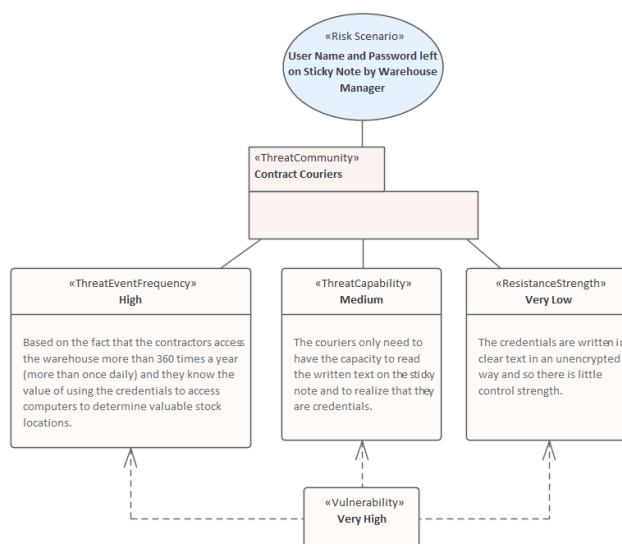 «Risk Scenario»
User Name and Password left
on Sticky Note by Warehouse
Manager
«ThreatCommunity»
Contract Couriers
«ThreatEventFrequency»
High
Based on the fact that the contractors access
the warehouse more than 360 times a year
(more than once daily) and they know the
value of using the credentials to access
computers to determine valuable stock
locations.
«ThreatCapability»
Medium
The couriers only need to
have the capacity to read
the written text on the sticky
note and to realize that they
are credentials.
«ResistanceStrength»
Very Low
The credentials are written in
clear text in an unencrypted
way and so there is little
control strength.
«Vulnerability»
Very High